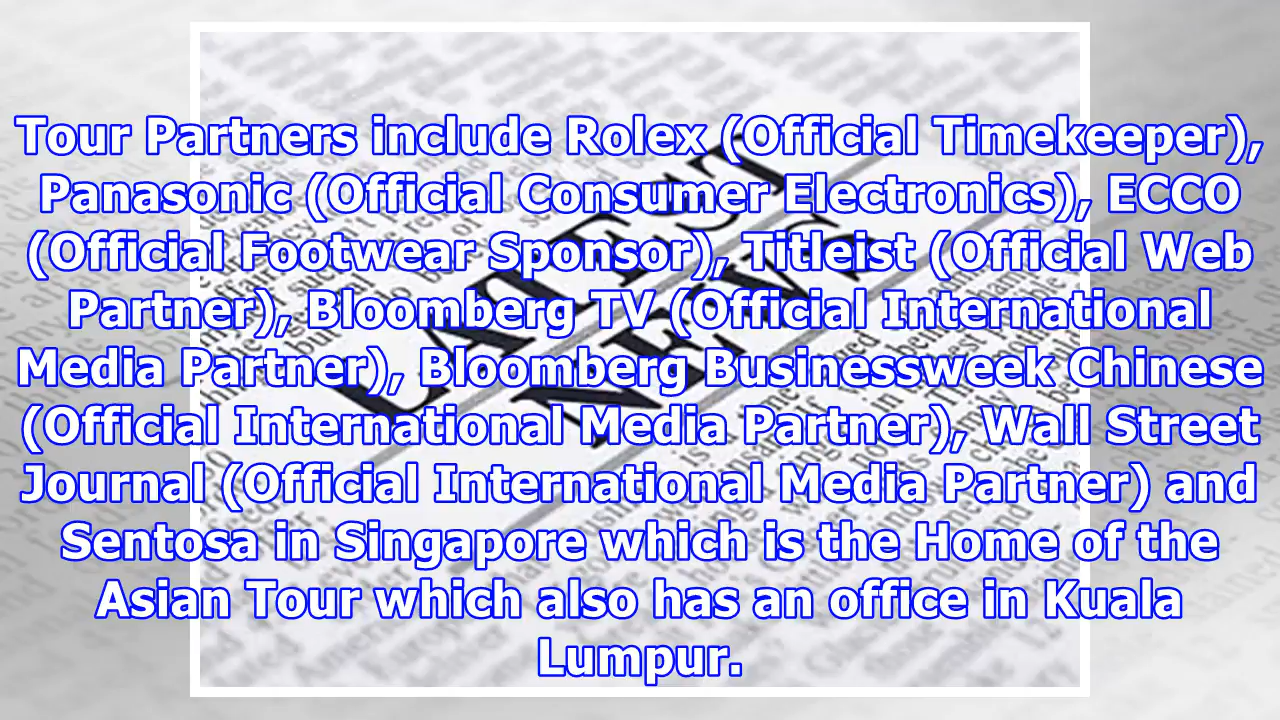 Tour Partners include Rolex (Official Timekeeper),
Panasonic (Official Consumer Electronics), ECCO
(Official Footwear Sponsor), Titleist (Official Web
Partner), Bloomberg TV (Official International
Media Partner), Bloomberg Businessweek Chinese
(Official International Media Partner), Wall Street
Journal (Official International Media Partner) and
Sentosa in Singapore which is the Home of the
Asian Tour which also has an office in Kuala
Lumpur.
LATEST
NEWS